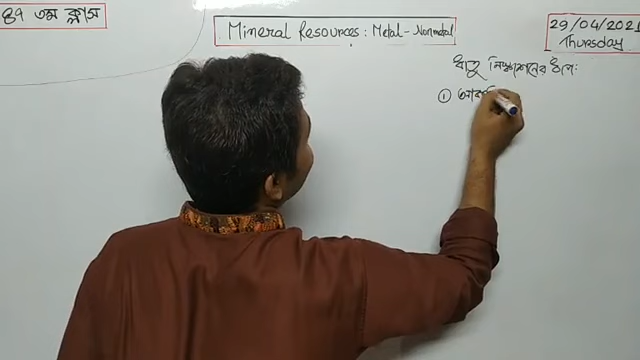 ৪৭ তম ক্লাস
Mineral Resources: Metal-Nonmetal
29/04/2021
Thursday
ধাতু নিষ্কাশনের ধাপঃ
①